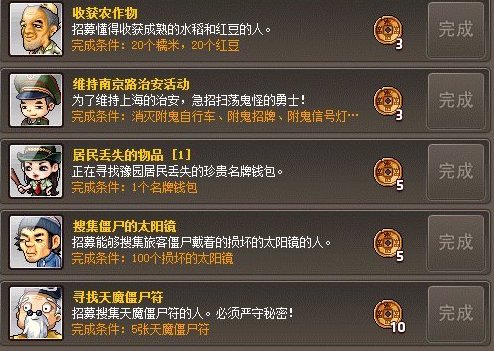 收获农作物
招募懂得收获成熟的水稻和红豆的人。
完成条件：20个糯米，20个红豆
3
完成
维持南京路治安活动
为了维持上海的治安，急招扫荡鬼怪的勇士！
完成条件：消灭附鬼自行车、附鬼招牌、附鬼信号灯…
3
完成
居民丢失的物品 [1]
正在寻找豫园居民丢失的珍贵名牌钱包。
完成条件：1个名牌钱包
5
完成
搜集僵尸的太阳镜
招募能够搜集旅客僵尸戴着的损坏的太阳镜的人。
完成条件：100个损坏的太阳镜
5
完成
寻找天魔僵尸符
招募搜集天魔僵尸符的人。必须严守秘密！
完成条件：5张天魔僵尸符
10
完成